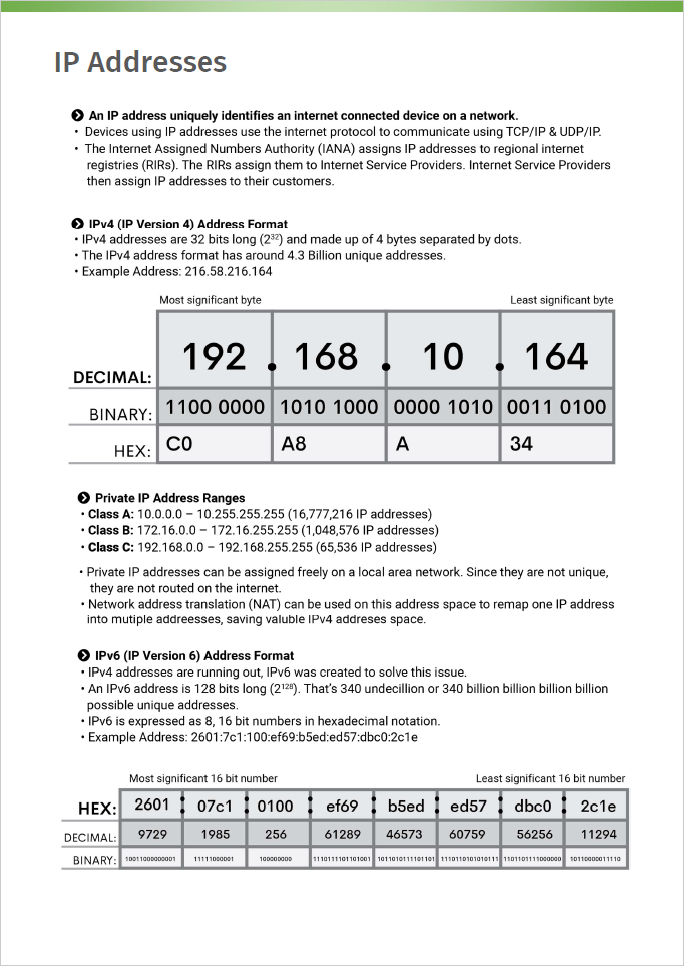 IP Addresses
An IP address uniquely identifies an internet connected device on a network.
• Devices using IP addresses use the internet protocol to communicate using TCP/IP & UDP/IP.
• The Internet Assigned Numbers Authority (IANA) assigns IP addresses to regional internet
registries (RIRs). The RIRs assign them to Internet Service Providers. Internet Service Providers
then assign IP addresses to their customers.
IPv4 (IP Version 4) Address Format
• IPv4 addresses are 32 bits long (2³²) and made up of 4 bytes separated by dots.
• The IPv4 address format has around 4.3 Billion unique addresses.
• Example Address: 216.58.216.164
Most significant byte Least significant byte
DECIMAL: 192 . 168 . 10 . 164
BINARY: 1100 0000 1010 1000 0000 1010 0011 0100
HEX: C0 A8 A 34
Private IP Address Ranges
• Class A: 10.0.0.0 – 10.255.255.255 (16,777,216 IP addresses)
• Class B: 172.16.0.0 – 172.16.255.255 (1,048,576 IP addresses)
• Class C: 192.168.0.0 – 192.168.255.255 (65,536 IP addresses)
• Private IP addresses can be assigned freely on a local area network. Since they are not unique,
they are not routed on the internet.
• Network address translation (NAT) can be used on this address space to remap one IP address
into mutiple addreesses, saving valuble IPv4 addreses space.
IPv6 (IP Version 6) Address Format
• IPv4 addresses are running out, IPv6 was created to solve this issue.
• An IPv6 address is 128 bits long (2¹²⁸). That's 340 undecillion or 340 billion billion billion billion
possible unique addresses.
• IPv6 is expressed as 8, 16 bit numbers in hexadecimal notation.
• Example Address: 2601:7c1:100:ef69:b5ed:ed57:dbc0:2c1e
Most significant 16 bit number Least significant 16 bit number
HEX: 2601 : 07c1 : 0100 : ef69 : b5ed : ed57 : dbc0 : 2c1e
DECIMAL: 9729 1985 256 61289 46573 60759 56256 11294
BINARY: 10011000000001 11111000001 100000000 1110111101101001 1011010111101101 1110110101010111 1101101111000000 10110000011110